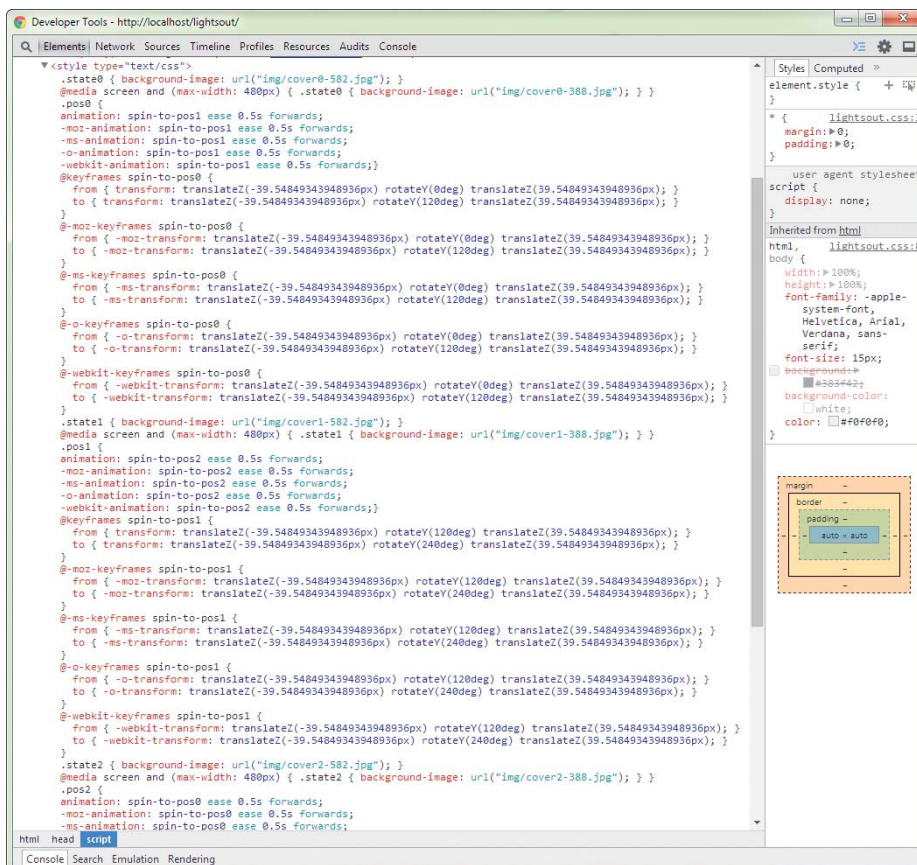 Developer Tools - http://localhost/lightsout/
Elements Network Sources Timeline Profiles Resources Audits Console
▼<style type="text/css">
.state0 { background-image: url("img/cover0-582.jpg"); }
@media screen and (max-width: 480px) { .state0 { background-image: url("img/cover0-388.jpg"); } }
.pos0 {
animation: spin-to-pos1 ease 0.5s forwards;
-moz-animation: spin-to-pos1 ease 0.5s forwards;
-ms-animation: spin-to-pos1 ease 0.5s forwards;
-o-animation: spin-to-pos1 ease 0.5s forwards;
-webkit-animation: spin-to-pos1 ease 0.5s forwards;}
@keyframes spin-to-pos0 {
from { transform: translateZ(-39.54849343948936px) rotateY(0deg) translateZ(39.54849343948936px); }
to { transform: translateZ(-39.54849343948936px) rotateY(120deg) translateZ(39.54849343948936px); }
}
@-moz-keyframes spin-to-pos0 {
from { -moz-transform: translateZ(-39.54849343948936px) rotateY(0deg) translateZ(39.54849343948936px); }
to { -moz-transform: translateZ(-39.54849343948936px) rotateY(120deg) translateZ(39.54849343948936px); }
}
@-ms-keyframes spin-to-pos0 {
from { -ms-transform: translateZ(-39.54849343948936px) rotateY(0deg) translateZ(39.54849343948936px); }
to { -ms-transform: translateZ(-39.54849343948936px) rotateY(120deg) translateZ(39.54849343948936px); }
}
@-o-keyframes spin-to-pos0 {
from { -o-transform: translateZ(-39.54849343948936px) rotateY(0deg) translateZ(39.54849343948936px); }
to { -o-transform: translateZ(-39.54849343948936px) rotateY(120deg) translateZ(39.54849343948936px); }
}
@-webkit-keyframes spin-to-pos0 {
from { -webkit-transform: translateZ(-39.54849343948936px) rotateY(0deg) translateZ(39.54849343948936px); }
to { -webkit-transform: translateZ(-39.54849343948936px) rotateY(120deg) translateZ(39.54849343948936px); }
}
.state1 { background-image: url("img/cover1-582.jpg"); }
@media screen and (max-width: 480px) { .state1 { background-image: url("img/cover1-388.jpg"); } }
.pos1 {
animation: spin-to-pos2 ease 0.5s forwards;
-moz-animation: spin-to-pos2 ease 0.5s forwards;
-ms-animation: spin-to-pos2 ease 0.5s forwards;
-o-animation: spin-to-pos2 ease 0.5s forwards;
-webkit-animation: spin-to-pos2 ease 0.5s forwards;}
@keyframes spin-to-pos1 {
from { transform: translateZ(-39.54849343948936px) rotateY(120deg) translateZ(39.54849343948936px); }
to { transform: translateZ(-39.54849343948936px) rotateY(240deg) translateZ(39.54849343948936px); }
}
@-moz-keyframes spin-to-pos1 {
from { -moz-transform: translateZ(-39.54849343948936px) rotateY(120deg) translateZ(39.54849343948936px); }
to { -moz-transform: translateZ(-39.54849343948936px) rotateY(240deg) translateZ(39.54849343948936px); }
}
@-ms-keyframes spin-to-pos1 {
from { -ms-transform: translateZ(-39.54849343948936px) rotateY(120deg) translateZ(39.54849343948936px); }
to { -ms-transform: translateZ(-39.54849343948936px) rotateY(240deg) translateZ(39.54849343948936px); }
}
@-o-keyframes spin-to-pos1 {
from { -o-transform: translateZ(-39.54849343948936px) rotateY(120deg) translateZ(39.54849343948936px); }
to { -o-transform: translateZ(-39.54849343948936px) rotateY(240deg) translateZ(39.54849343948936px); }
}
@-webkit-keyframes spin-to-pos1 {
from { -webkit-transform: translateZ(-39.54849343948936px) rotateY(120deg) translateZ(39.54849343948936px); }
to { -webkit-transform: translateZ(-39.54849343948936px) rotateY(240deg) translateZ(39.54849343948936px); }
}
.state2 { background-image: url("img/cover2-582.jpg"); }
@media screen and (max-width: 480px) { .state2 { background-image: url("img/cover2-388.jpg"); } }
.pos2 {
animation: spin-to-pos0 ease 0.5s forwards;
-moz-animation: spin-to-pos0 ease 0.5s forwards;
-ms-animation: spin-to-pos0 ease 0.5s forwards;
html head script
Console Search Emulation Rendering
Styles Computed »
element.style {
}
* { lightsout.css:
margin:▶0;
padding:▶0;
}
user agent stylesheet
script {
display: none;
}
Inherited from html
html, lightsout.css:
body {
width:▶100%;
height:▶100%;
font-family: -apple-
system-font,
Helvetica, Arial,
Verdana, sans-
serif;
font-size: 15px;
background:▶
#383f42;
background-color:
white;
color: #f0f0f0;
}
margin –
border –
padding –
auto × auto
–
–
–